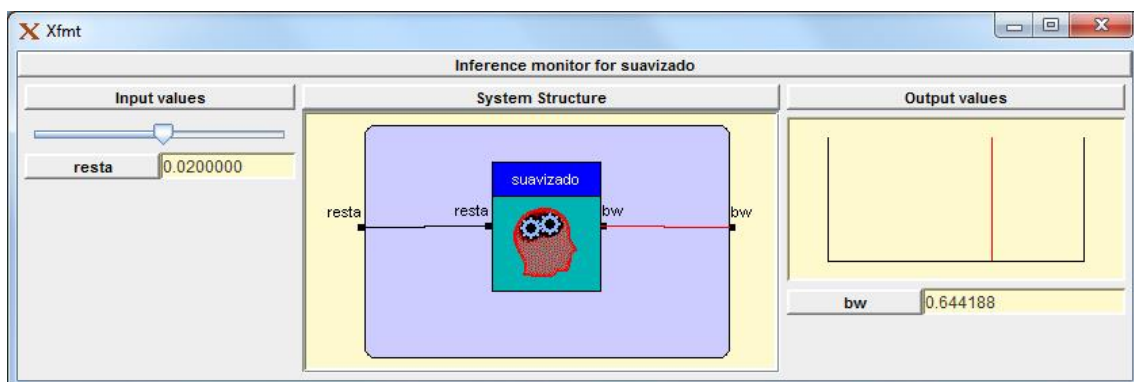 Xfmt
Inference monitor for suavizado
Input values
System Structure
Output values
resta
0.0200000
suavizado
resta
resta
bw
bw
bw
0.644188